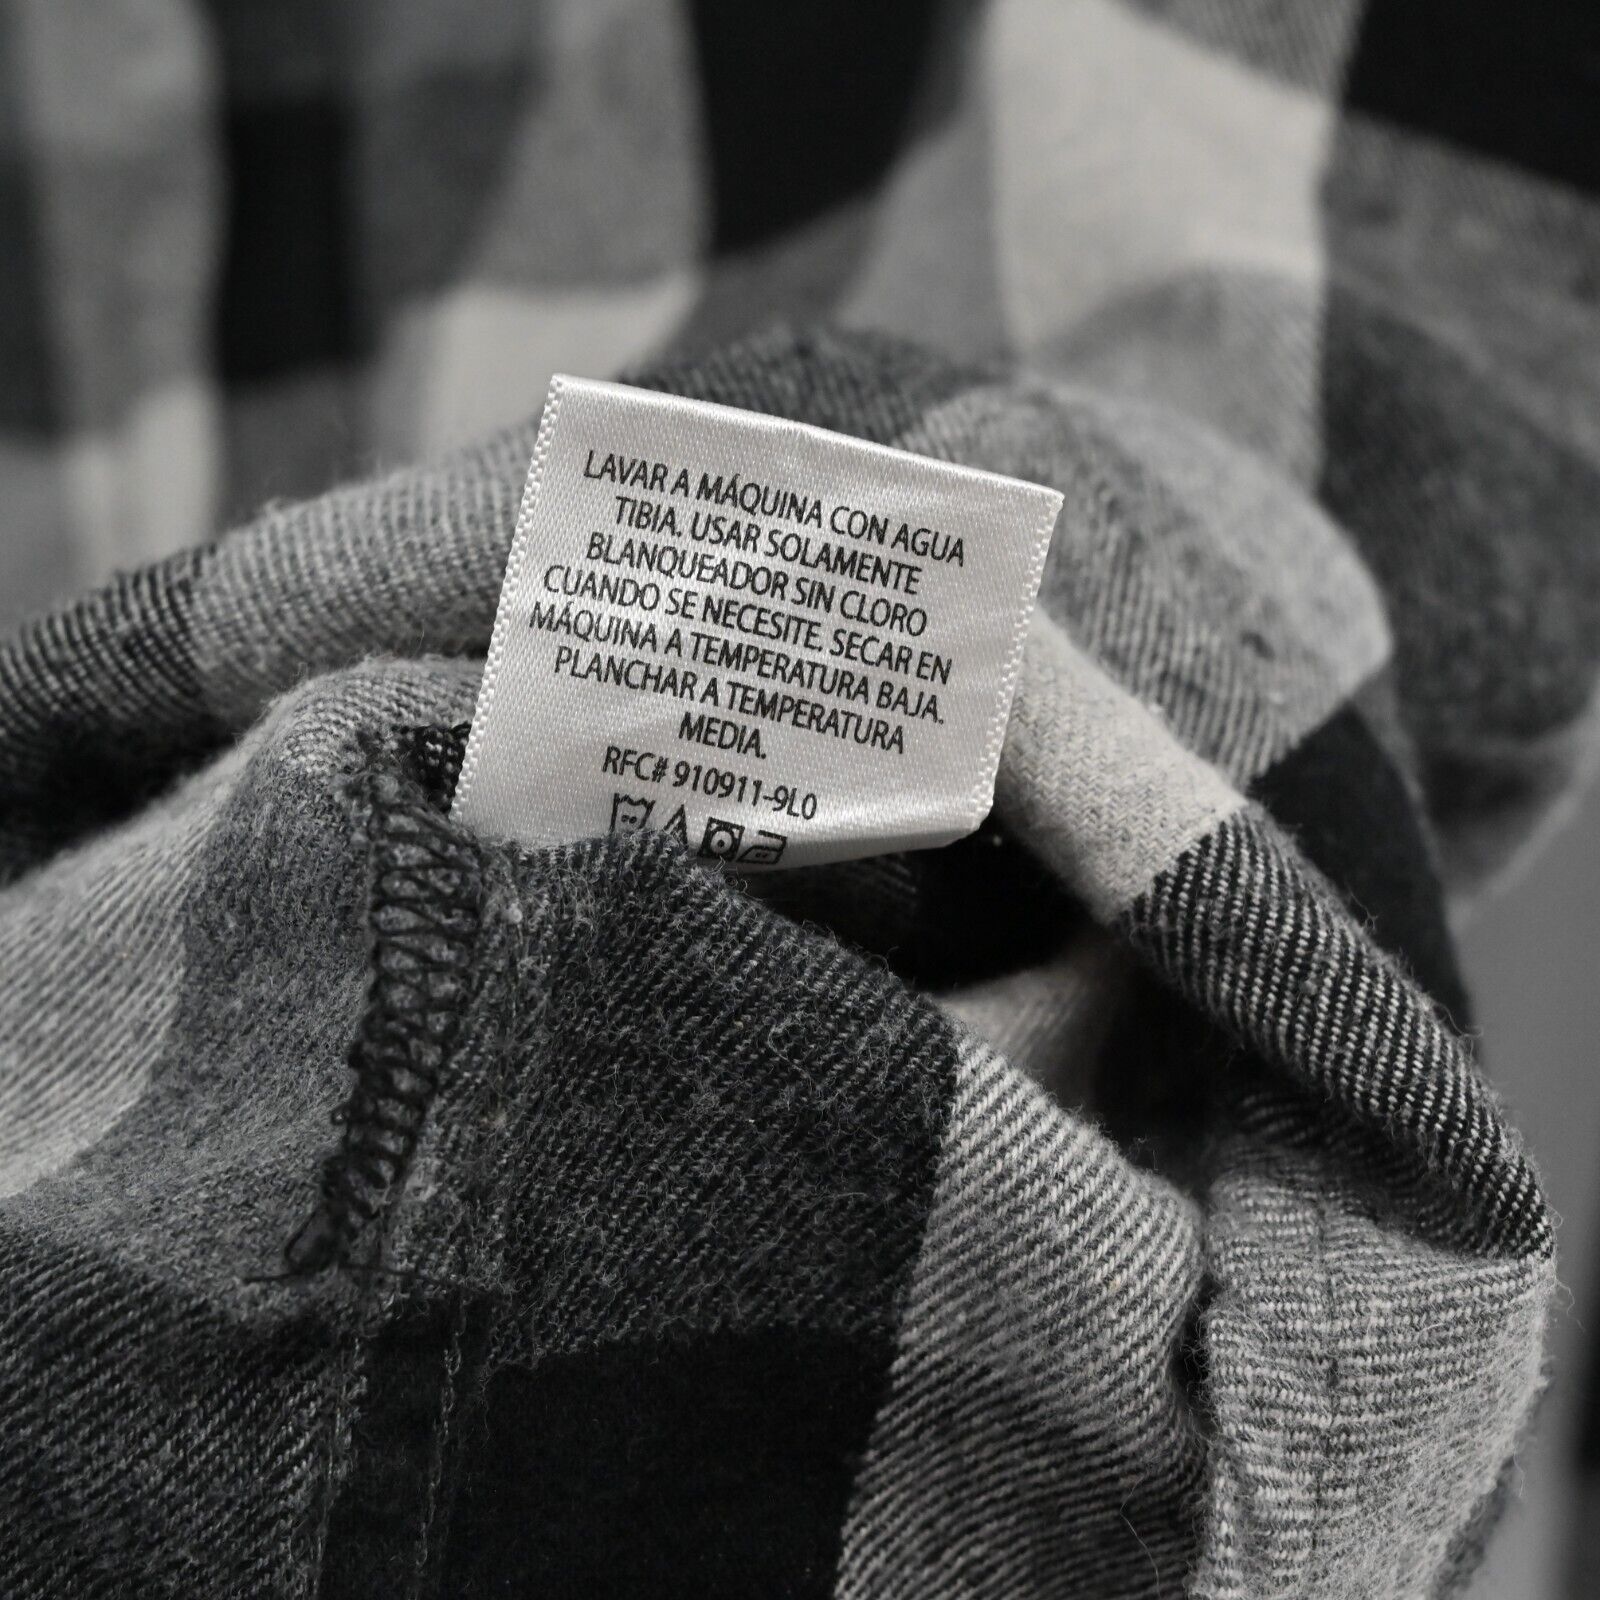 LAVAR A MÁQUINA CON AGUA
TIBIA. USAR SOLAMENTE
BLANQUEADOR SIN CLORO
CUANDO SE NECESITE. SECAR EN
MÁQUINA A TEMPERATURA BAJA.
PLANCHAR A TEMPERATURA
MEDIA.
RFC# 910911-9L0